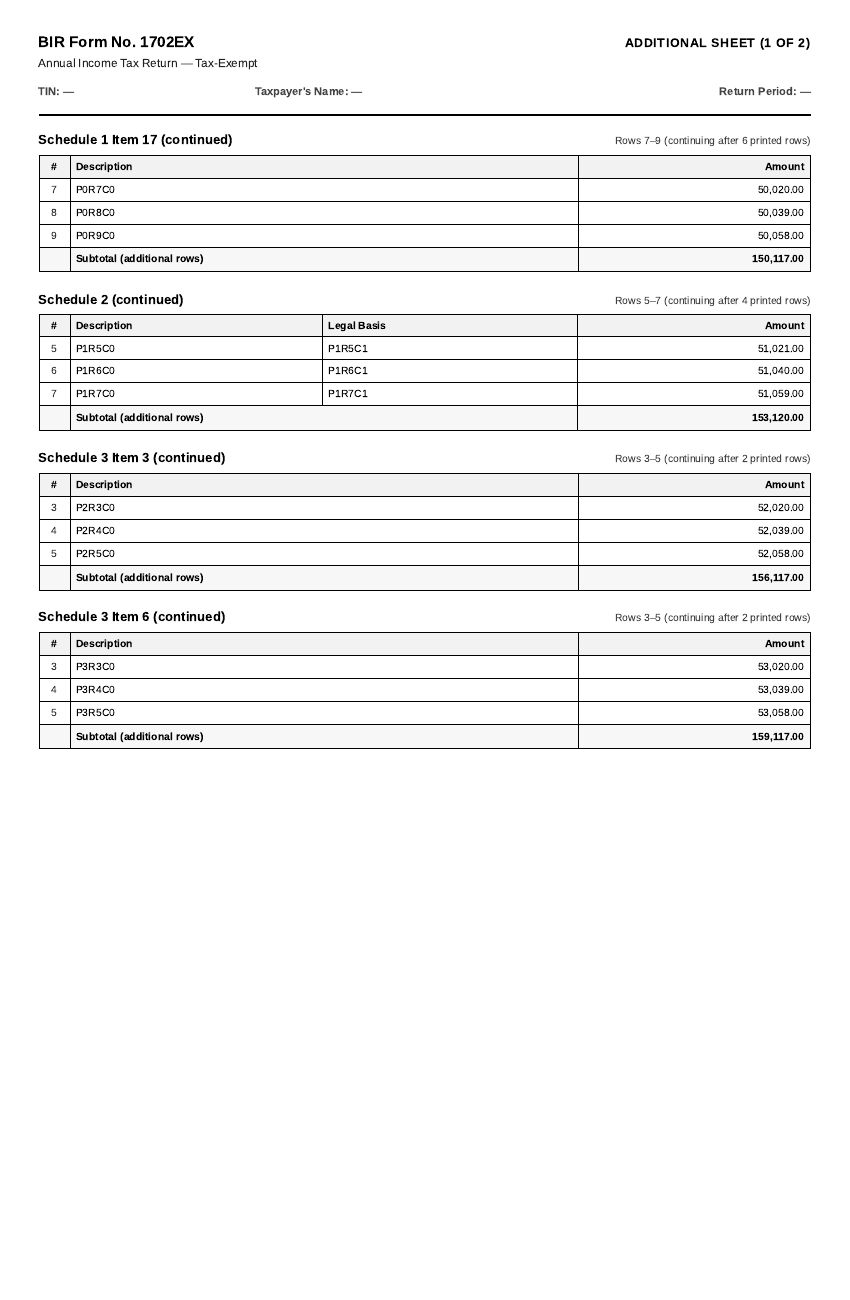 BIR Form No. 1702EX
ADDITIONAL SHEET (1 OF 2)
Annual Income Tax Return — Tax-Exempt
TIN: — Taxpayer's Name: — Return Period: —
Schedule 1 Item 17 (continued) Rows 7–9 (continuing after 6 printed rows)
# Description Amount
7 P0R7C0 50,020.00
8 P0R8C0 50,039.00
9 P0R9C0 50,058.00
Subtotal (additional rows) 150,117.00
Schedule 2 (continued) Rows 5–7 (continuing after 4 printed rows)
# Description Legal Basis Amount
5 P1R5C0 P1R5C1 51,021.00
6 P1R6C0 P1R6C1 51,040.00
7 P1R7C0 P1R7C1 51,059.00
Subtotal (additional rows) 153,120.00
Schedule 3 Item 3 (continued) Rows 3–5 (continuing after 2 printed rows)
# Description Amount
3 P2R3C0 52,020.00
4 P2R4C0 52,039.00
5 P2R5C0 52,058.00
Subtotal (additional rows) 156,117.00
Schedule 3 Item 6 (continued) Rows 3–5 (continuing after 2 printed rows)
# Description Amount
3 P3R3C0 53,020.00
4 P3R4C0 53,039.00
5 P3R5C0 53,058.00
Subtotal (additional rows) 159,117.00